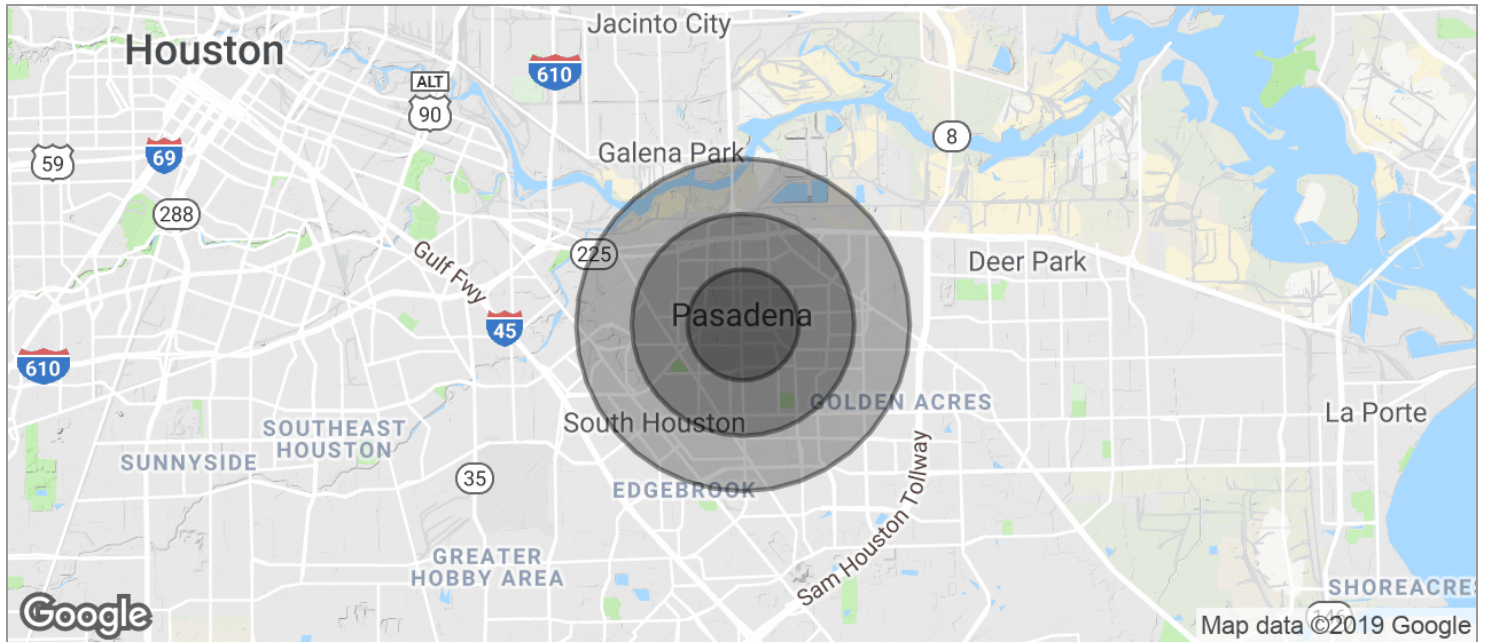 Jacinto City
Houston
610
ALT
90
8
59
69
Galena Park
288
225
Gulf Fwy
Deer Park
Pasadena
45
610
GOLDEN ACRES
La Porte
South Houston
SOUTHEAST
HOUSTON
SUNNYSIDE
35
EDGEBROOK
Sam Houston Tollway
GREATER
HOBBY AREA
SHOREACRES
146
Google
Map data ©2019 Google